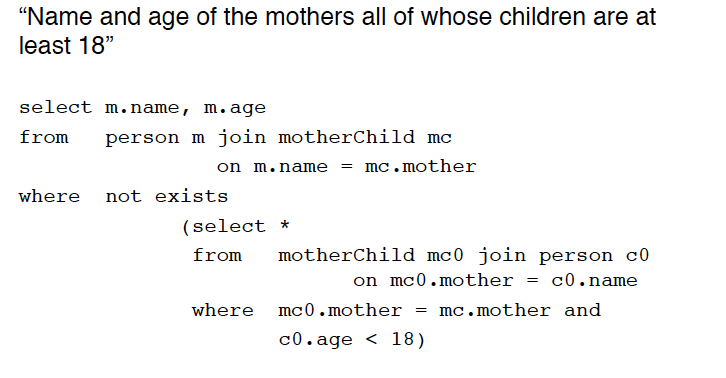 “Name and age of the mothers all of whose children are at
least 18”
select m.name, m.age
from person m join motherChild mc
on m.name = mc.mother
where not exists
(select *
from motherChild mc0 join person c0
on mc0.mother = c0.name
where mc0.mother = mc.mother and
c0.age < 18)